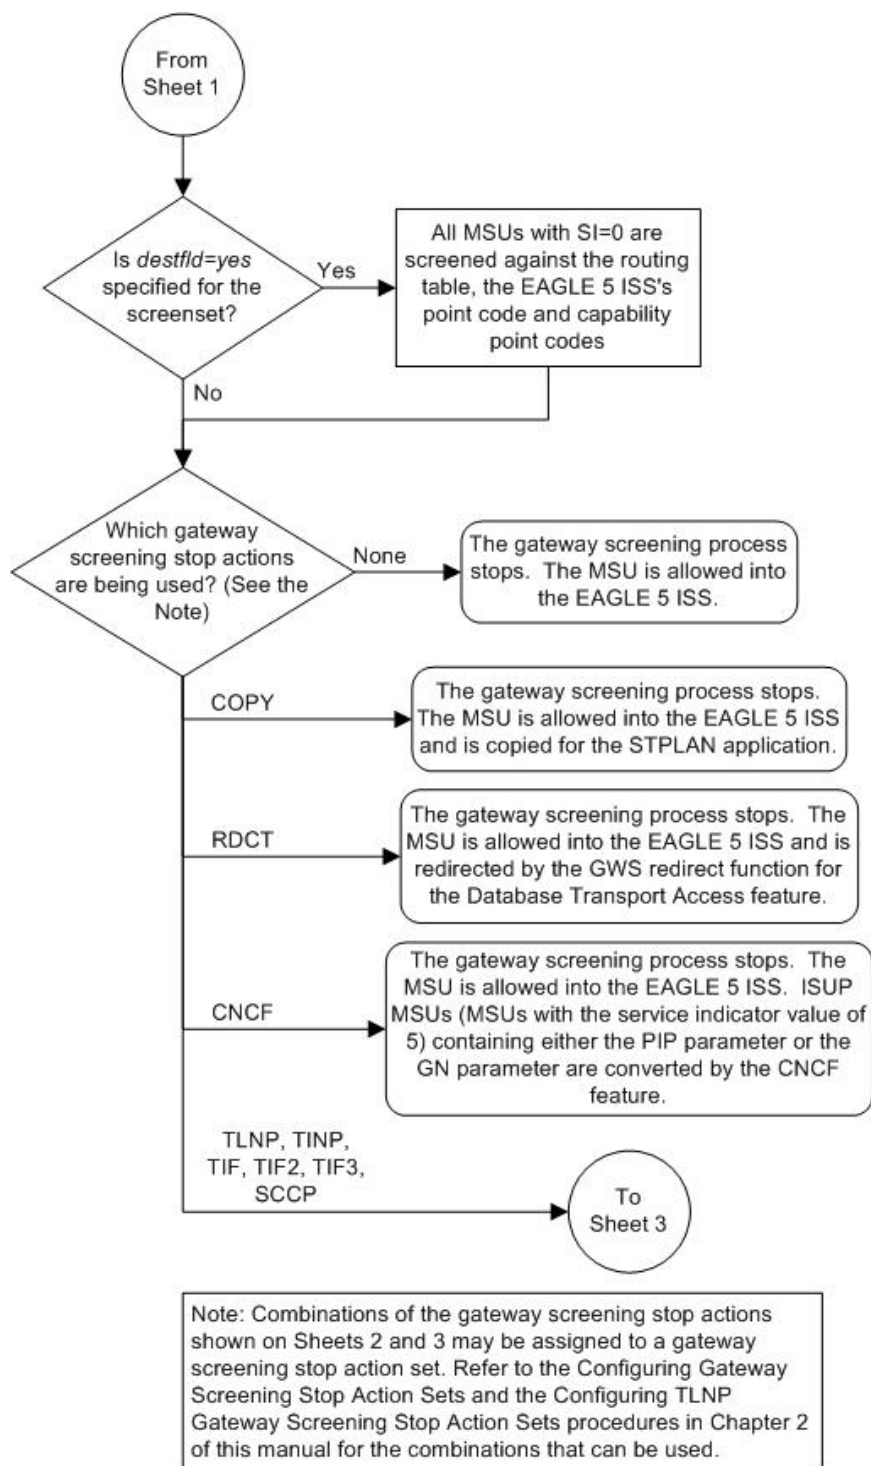 From
Sheet 1
Is destfld=yes
specified for the
screenset?
Yes
All MSUs with SI=0 are
screened against the routing
table, the EAGLE 5 ISS's
point code and capability
point codes
No
Which gateway
screening stop actions
are being used? (See the
Note)
None
The gateway screening process
stops. The MSU is allowed into
the EAGLE 5 ISS.
COPY
The gateway screening process stops.
The MSU is allowed into the EAGLE 5 ISS
and is copied for the STPLAN application.
RDCT
The gateway screening process stops. The
MSU is allowed into the EAGLE 5 ISS and is
redirected by the GWS redirect function for
the Database Transport Access feature.
CNCF
The gateway screening process stops. The
MSU is allowed into the EAGLE 5 ISS. ISUP
MSUs (MSUs with the service indicator value of
5) containing either the PIP parameter or the
GN parameter are converted by the CNCF
feature.
TLNP, TINP,
TIF, TIF2, TIF3,
SCCP
To
Sheet 3
Note: Combinations of the gateway screening stop actions
shown on Sheets 2 and 3 may be assigned to a gateway
screening stop action set. Refer to the Configuring Gateway
Screening Stop Action Sets and the Configuring TLNP
Gateway Screening Stop Action Sets procedures in Chapter 2
of this manual for the combinations that can be used.